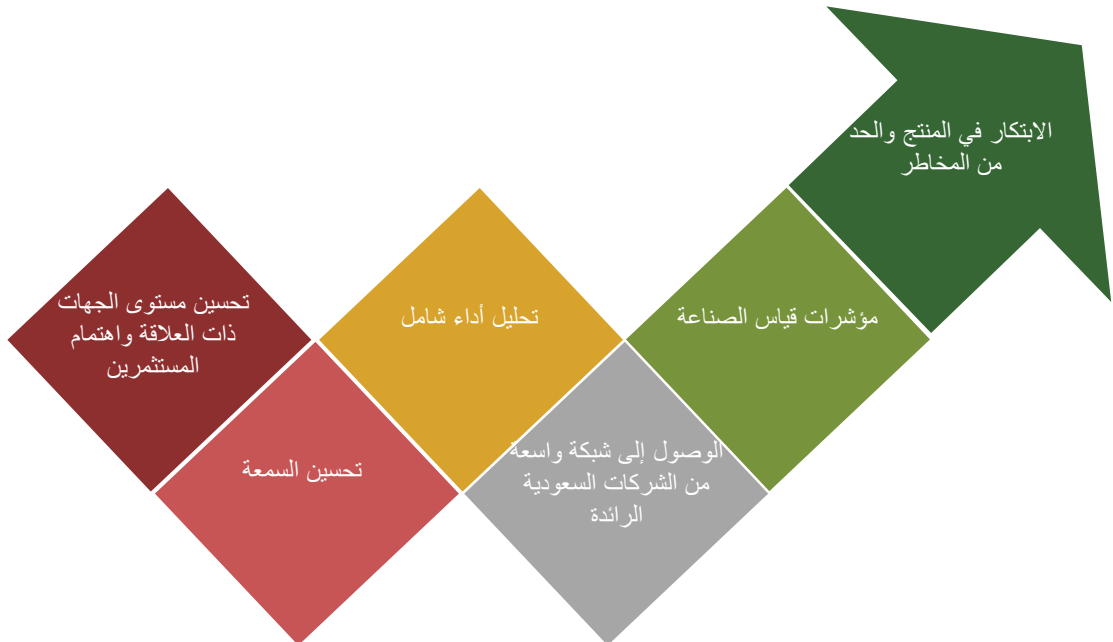 الابتكار في المنتج والحد
من المخاطر
مؤشرات قياس الصناعة
تحليل أداء شامل
تحسين مستوى الجهات
ذات العلاقة واهتمام
المستثمرين
الوصول إلى شبكة واسعة
من الشركات السعودية
الرائدة
تحسين السمعة